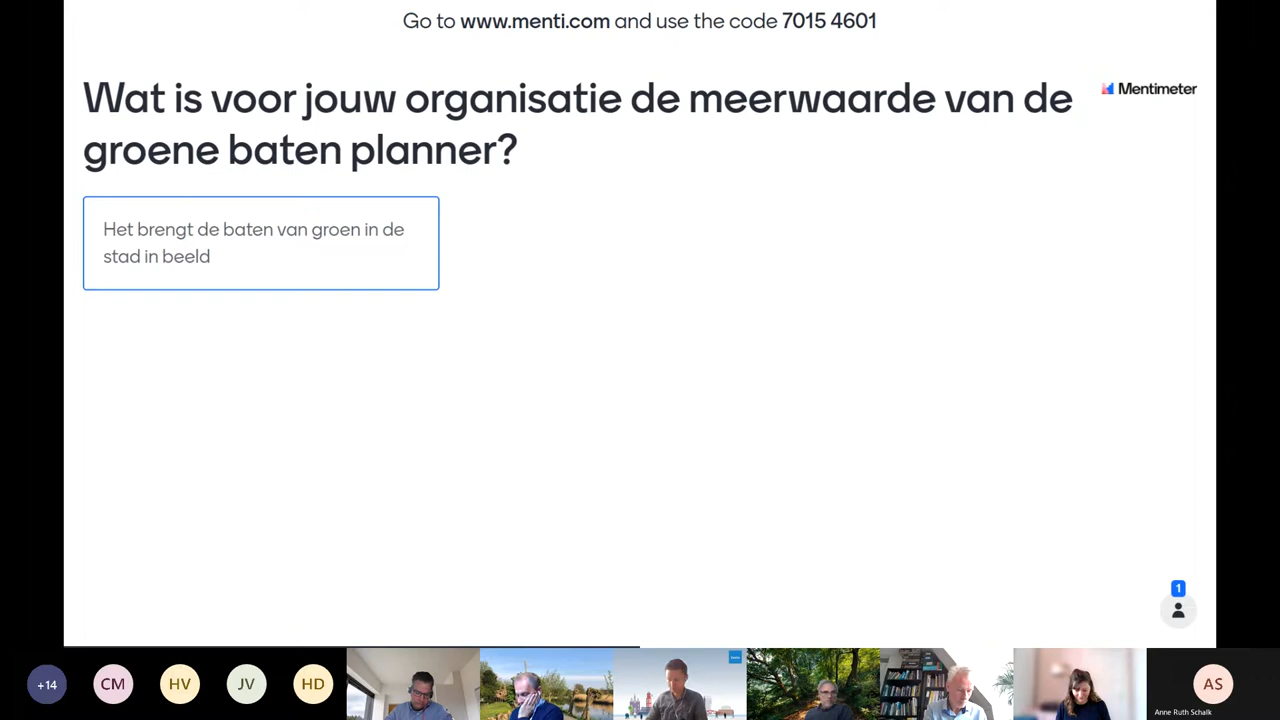 Go to www.menti.com and use the code 7015 4601
Mentimeter
Wat is voor jouw organisatie de meerwaarde van de
groene baten planner?
Het brengt de baten van groen in de
stad in beeld
1
+14
CM
HV
JV
HD
AS
Anne Ruth Schalk